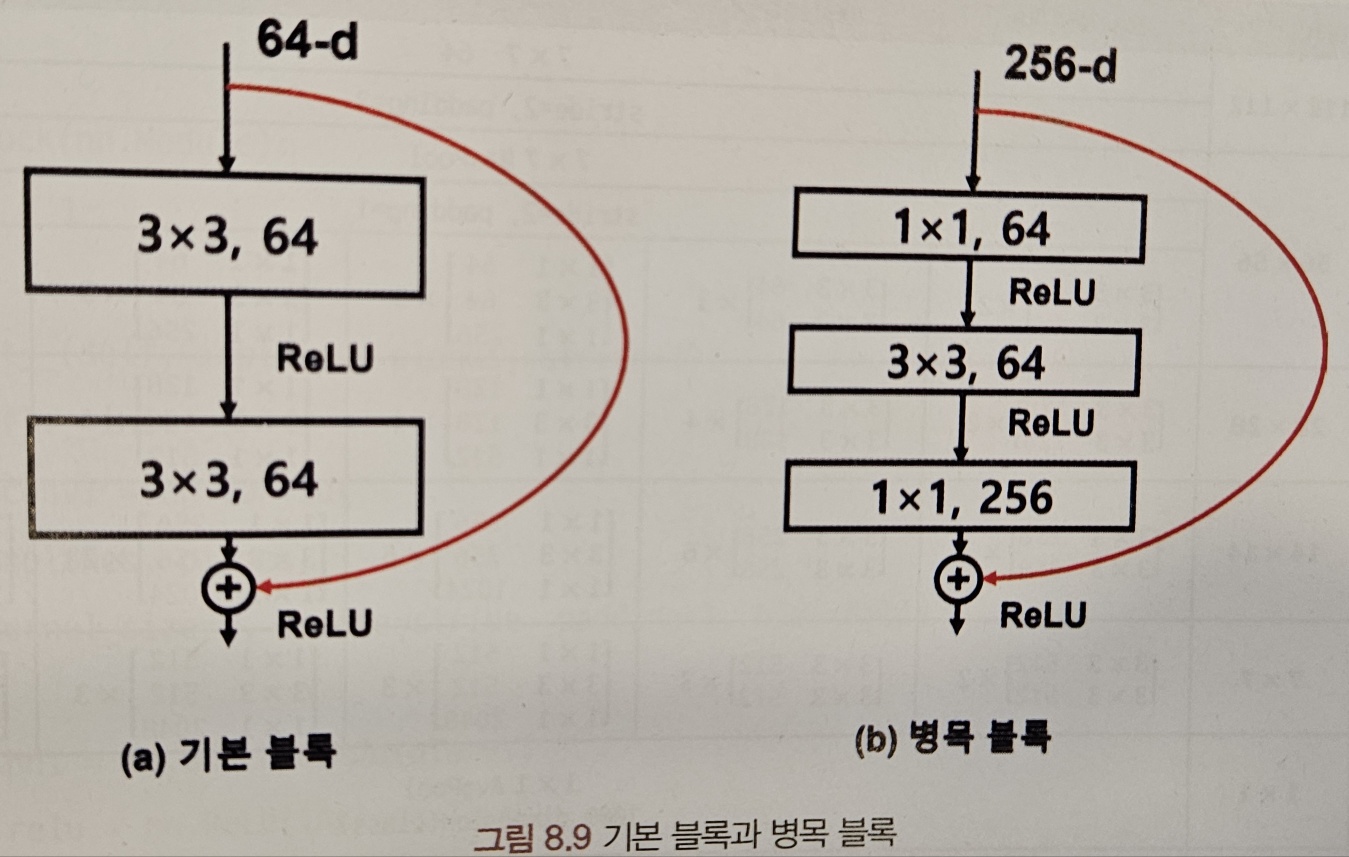 64-d
3×3, 64
ReLU
3×3, 64
+
ReLU
(a) 기본 블록
256-d
1×1, 64
ReLU
3×3, 64
ReLU
1×1, 256
+
ReLU
(b) 병목 블록
그림 8.9 기본 블록과 병목 블록